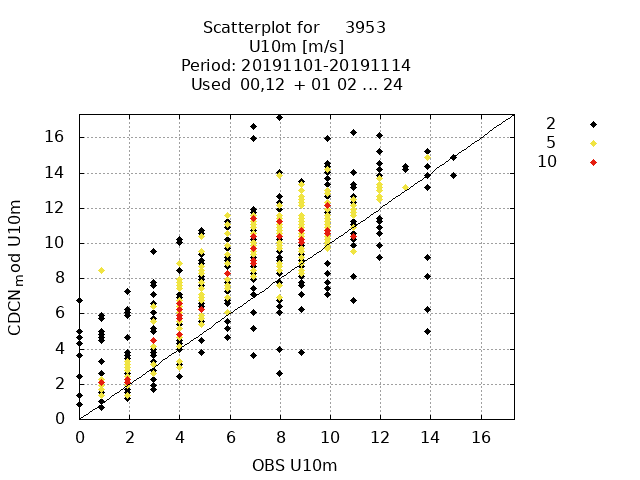 Scatterplot for 3953
U10m [m/s]
Period: 20191101-20191114
Used 00,12 + 01 02 ... 24
2
5
10
16
14
12
10
8
6
4
2
0
CDCNmod U10m
0 2 4 6 8 10 12 14 16
OBS U10m